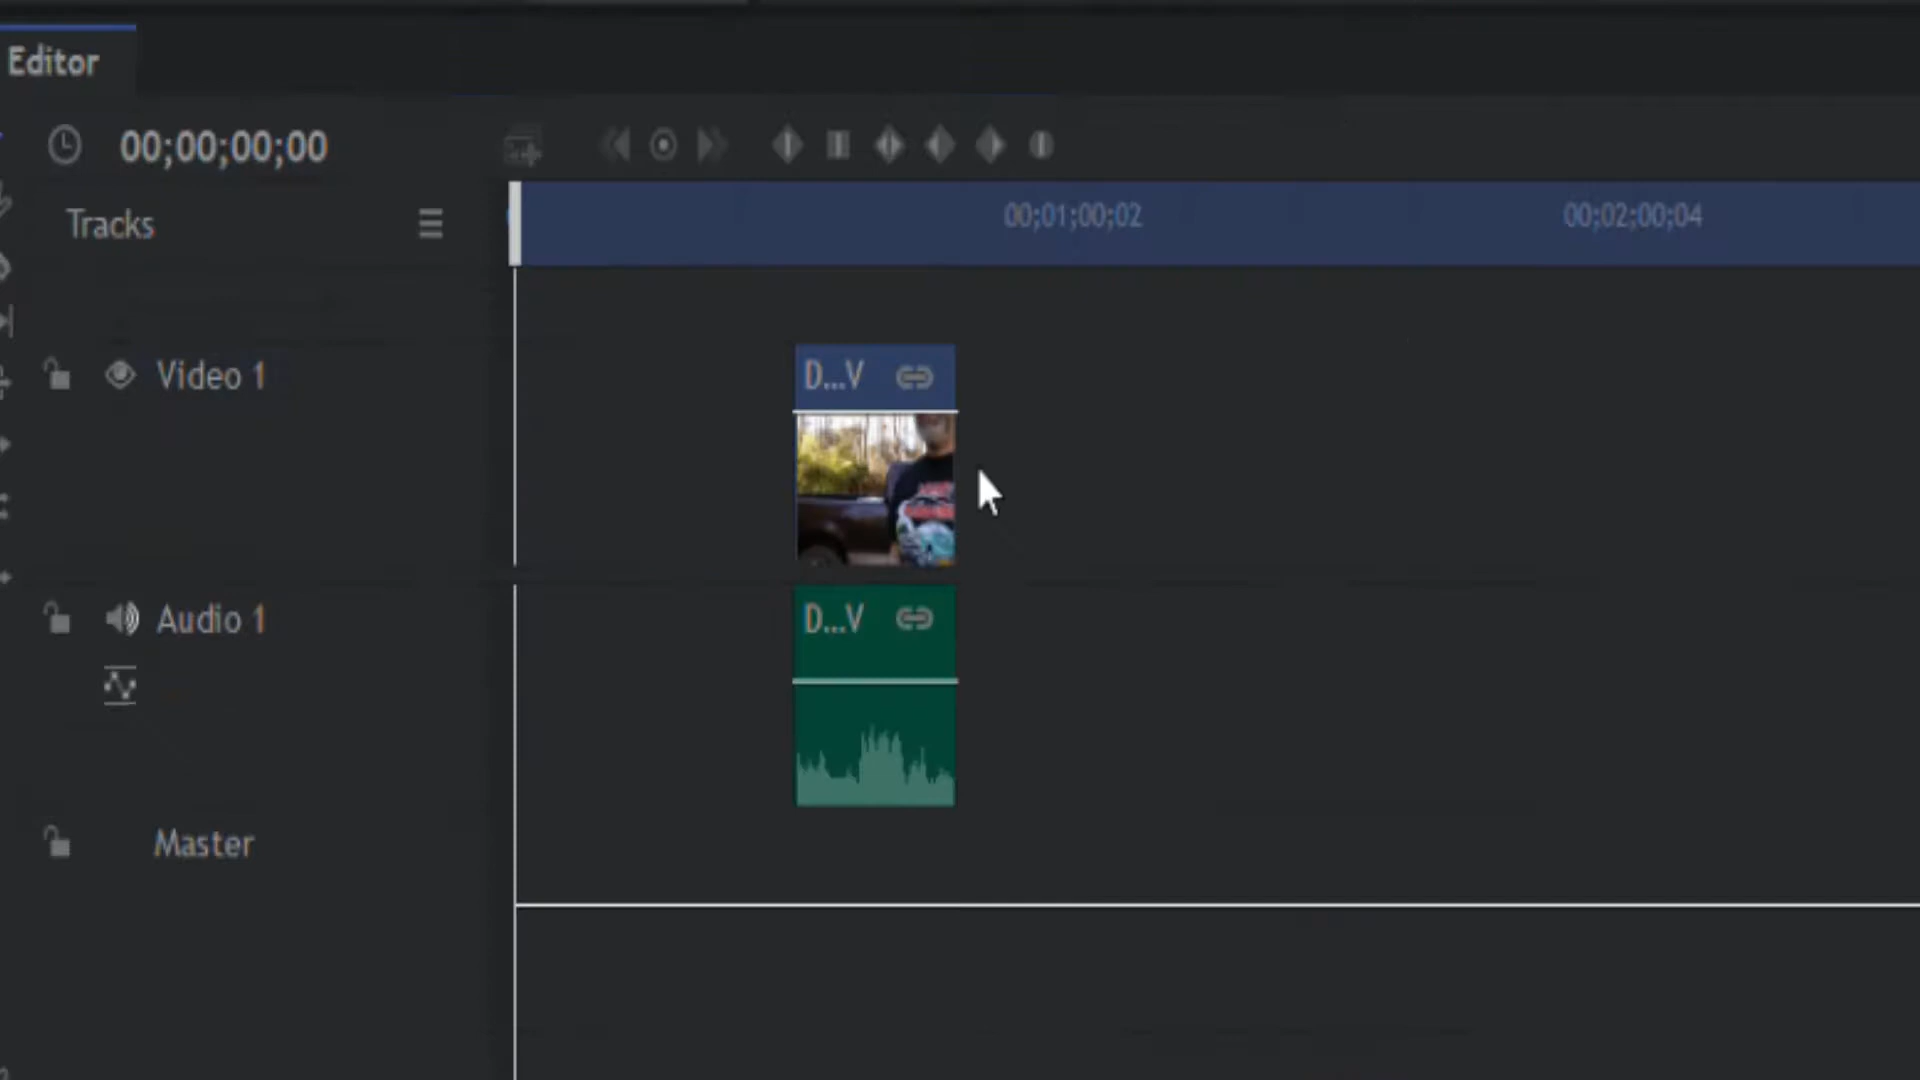 Editor
00;00;00;00
Tracks
00;01;00;02
00;02;00;04
Video 1
D...V
Audio 1
D...V
Master